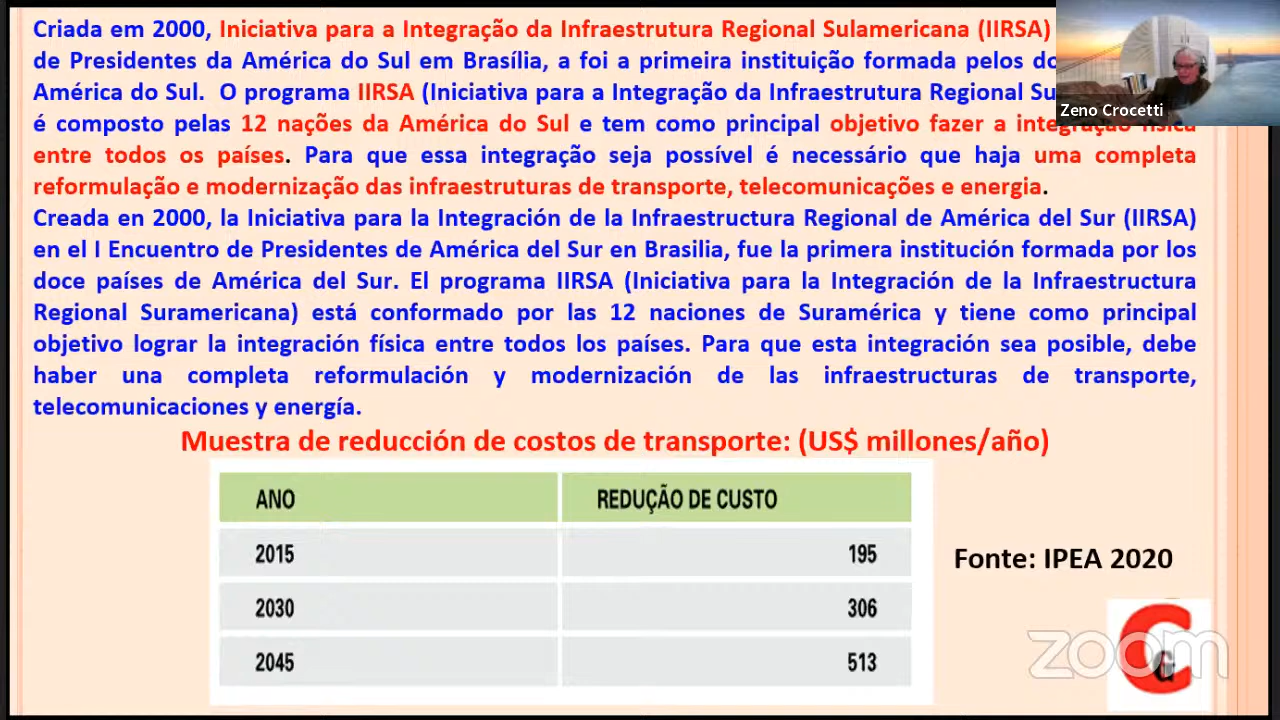 Criada em 2000, Iniciativa para a Integração da Infraestrutura Regional Sulamericana (IIRSA)
de Presidentes da América do Sul em Brasília, a foi a primeira instituição formada pelos
América do Sul. O programa IIRSA (Iniciativa para a Integração da Infraestrutura Regional
é composto pelas 12 nações da América do Sul e tem como principal objetivo fazer a integração física
entre todos os países. Para que essa integração seja possível é necessário que haja uma completa
reformulação e modernização das infraestruturas de transporte, telecomunicações e energia.
Creada en 2000, la Iniciativa para la Integración de la Infraestructura Regional de América del Sur (IIRSA)
en el I Encuentro de Presidentes de América del Sur en Brasilia, fue la primera institución formada por los
doce países de América del Sur. El programa IIRSA (Iniciativa para la Integración de la Infraestructura
Regional Suramericana) está conformado por las 12 naciones de Suramérica y tiene como principal
objetivo lograr la integración física entre todos los países. Para que esta integración sea posible, debe
haber una completa reformulación y modernización de las infraestructuras de transporte,
telecomunicaciones y energía.
Zeno Crocetti
Muestra de reducción de costos de transporte: (US$ millones/año)
ANO REDUÇÃO DE CUSTO
2015 195
2030 306
2045 513
Fonte: IPEA 2020
zoom
CG